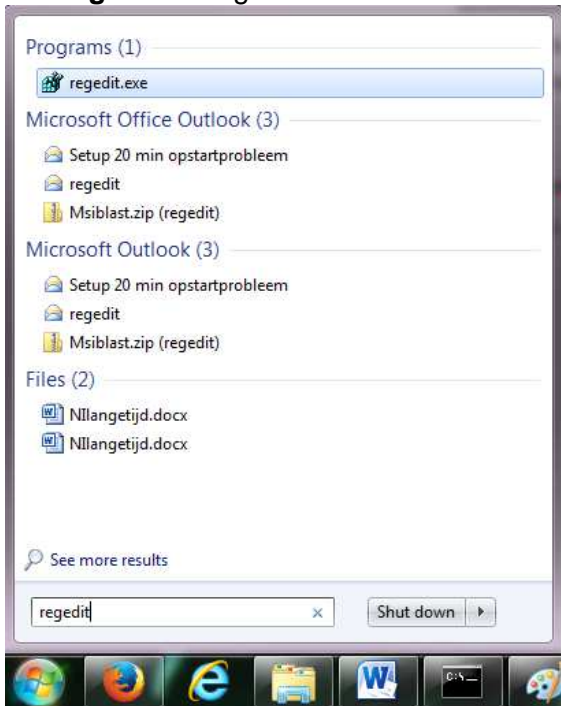 Programs (1)
regedit.exe
Microsoft Office Outlook (3)
Setup 20 min opstartprobleem
regedit
Msiblast.zip (regedit)
Microsoft Outlook (3)
Setup 20 min opstartprobleem
regedit
Msiblast.zip (regedit)
Files (2)
NIlangetijd.docx
NIlangetijd.docx
See more results
regedit
Shut down
C:\_